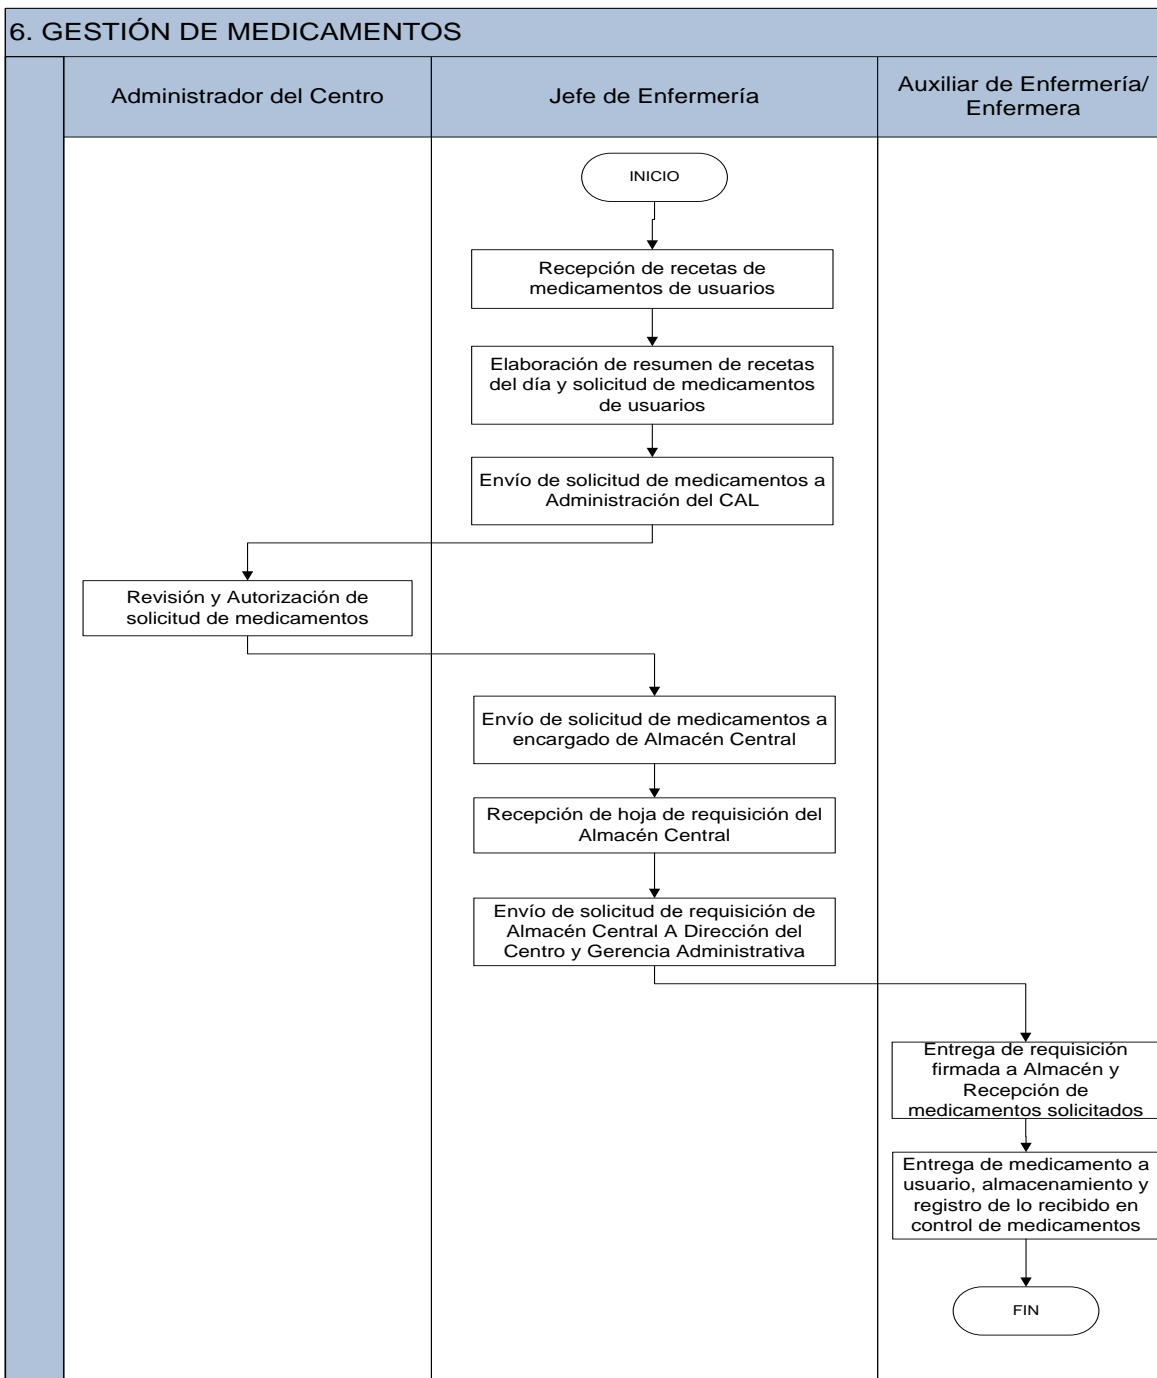 6. GESTIÓN DE MEDICAMENTOS
Administrador del Centro
Jefe de Enfermería
Auxiliar de Enfermería/
Enfermera
INICIO
Recepción de recetas de
medicamentos de usuarios
Elaboración de resumen de recetas
del día y solicitud de medicamentos
de usuarios
Envío de solicitud de medicamentos a
Administración del CAL
Revisión y Autorización de
solicitud de medicamentos
Envío de solicitud de medicamentos a
encargado de Almacén Central
Recepción de hoja de requisición del
Almacén Central
Envío de solicitud de requisición de
Almacén Central A Dirección del
Centro y Gerencia Administrativa
Entrega de requisición
firmada a Almacén y
Recepción de
medicamentos solicitados
Entrega de medicamento a
usuario, almacenamiento y
registro de lo recibido en
control de medicamentos
FIN